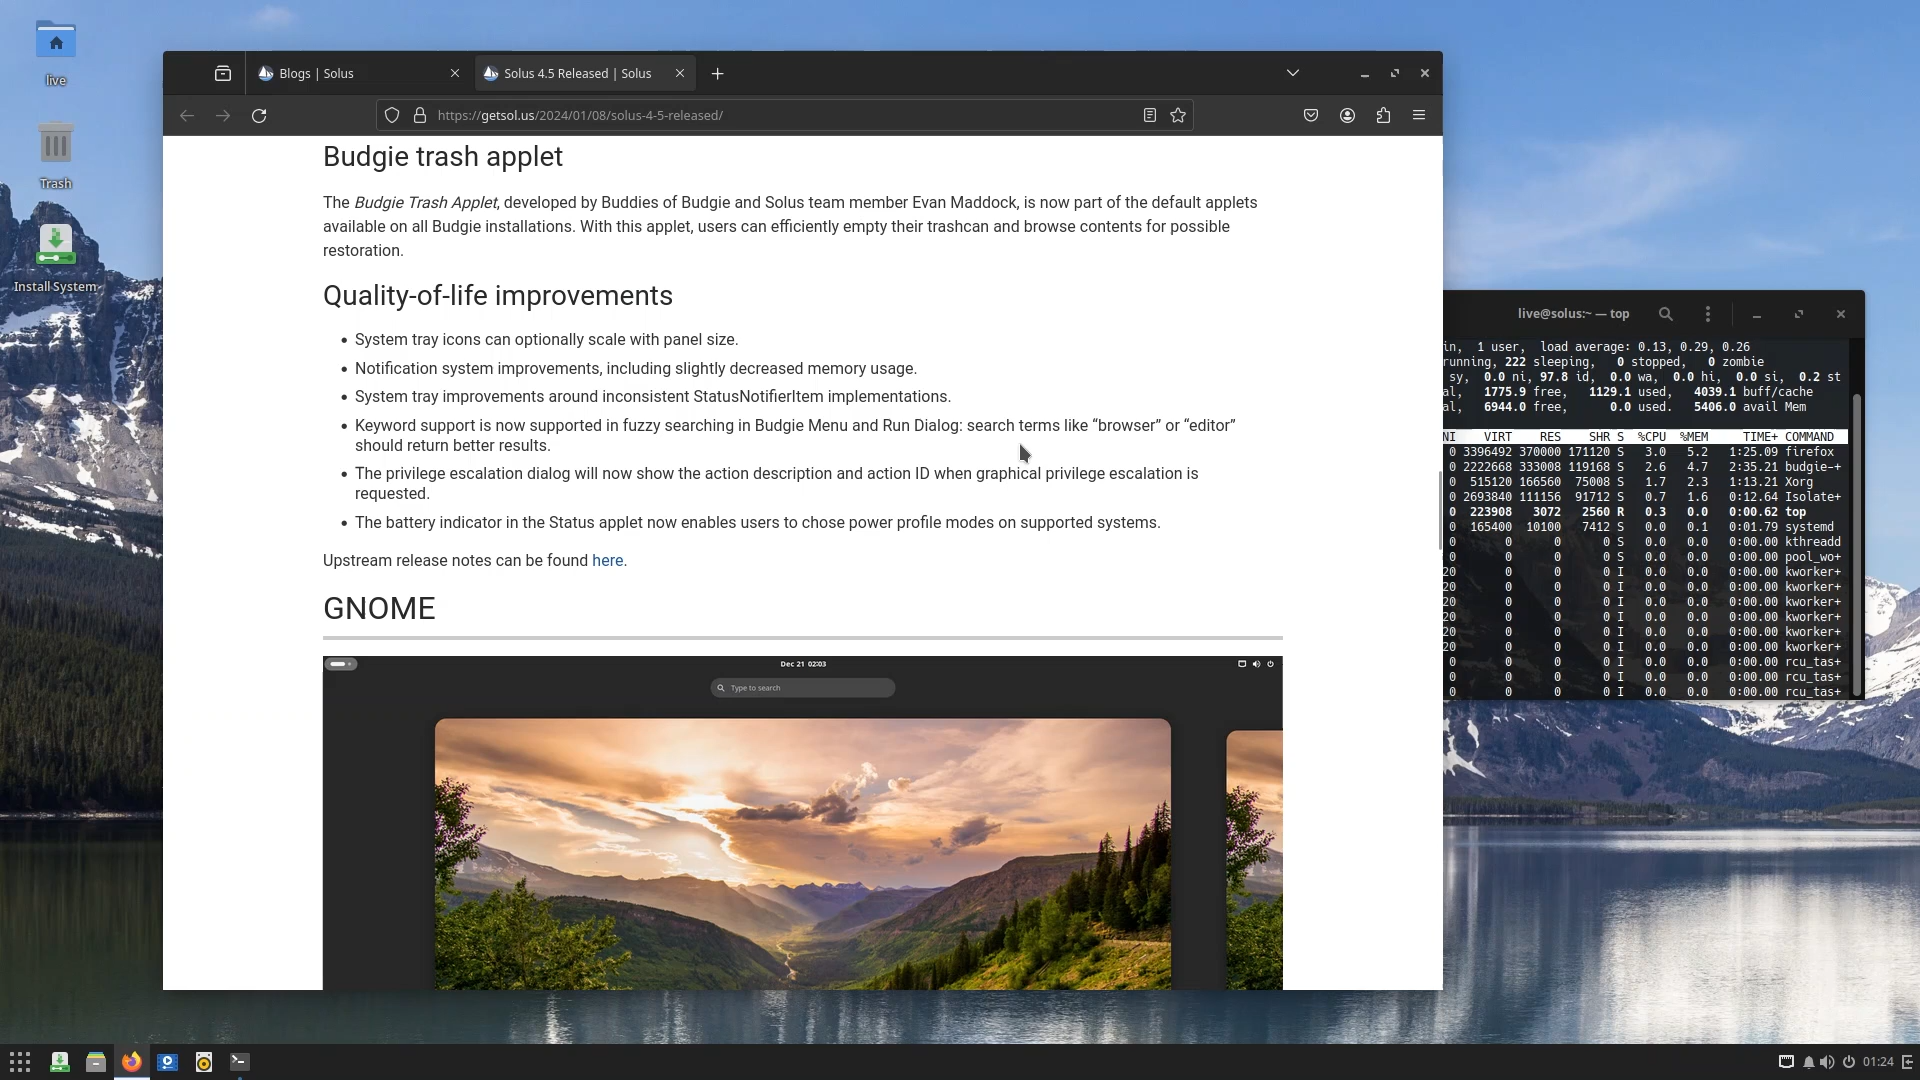 live
Trash
Install System
Blogs | Solus
Solus 4.5 Released | Solus
https://getsol.us/2024/01/08/solus-4-5-released/
Budgie trash applet
The Budgie Trash Applet, developed by Buddies of Budgie and Solus team member Evan Maddock, is now part of the default applets
available on all Budgie installations. With this applet, users can efficiently empty their trashcan and browse contents for possible
restoration.
Quality-of-life improvements
• System tray icons can optionally scale with panel size.
• Notification system improvements, including slightly decreased memory usage.
• System tray improvements around inconsistent StatusNotifierItem implementations.
• Keyword support is now supported in fuzzy searching in Budgie Menu and Run Dialog: search terms like “browser” or “editor”
should return better results.
• The privilege escalation dialog will now show the action description and action ID when graphical privilege escalation is
requested.
• The battery indicator in the Status applet now enables users to chose power profile modes on supported systems.
Upstream release notes can be found here.
GNOME
Dec 21 02:03
Type to search
live@solus:~ — top
in, 1 user, load average: 0.13, 0.29, 0.26
unning, 222 sleeping, 0 stopped, 0 zombie
sy, 0.0 ni, 97.8 id, 0.0 wa, 0.0 hi, 0.0 si, 0.2 st
al, 1775.9 free, 1129.1 used, 4039.1 buff/cache
al, 6944.0 free, 0.0 used. 5406.0 avail Mem
NI VIRT RES SHR S %CPU %MEM TIME+ COMMAND
0 3396492 370000 171120 S 3.0 5.2 1:25.09 firefox
0 2222668 333008 119168 S 2.6 4.7 2:35.21 budgie-+
0 515120 166560 75008 S 1.7 2.3 1:13.21 Xorg
0 2693840 111156 91712 S 0.7 1.6 0:12.64 Isolate+
0 223908 3072 2560 R 0.3 0.0 0:00.62 top
0 165400 10100 7412 S 0.0 0.1 0:01.79 systemd
0 0 0 0 S 0.0 0.0 0:00.00 kthreadd
0 0 0 0 S 0.0 0.0 0:00.00 pool_wo+
20 0 0 0 I 0.0 0.0 0:00.00 kworker+
20 0 0 0 I 0.0 0.0 0:00.00 kworker+
20 0 0 0 I 0.0 0.0 0:00.00 kworker+
20 0 0 0 I 0.0 0.0 0:00.00 kworker+
20 0 0 0 I 0.0 0.0 0:00.00 kworker+
20 0 0 0 I 0.0 0.0 0:00.00 kworker+
0 0 0 0 I 0.0 0.0 0:00.00 rcu_tas+
0 0 0 0 I 0.0 0.0 0:00.00 rcu_tas+
0 0 0 0 I 0.0 0.0 0:00.00 rcu_tas+
01:24